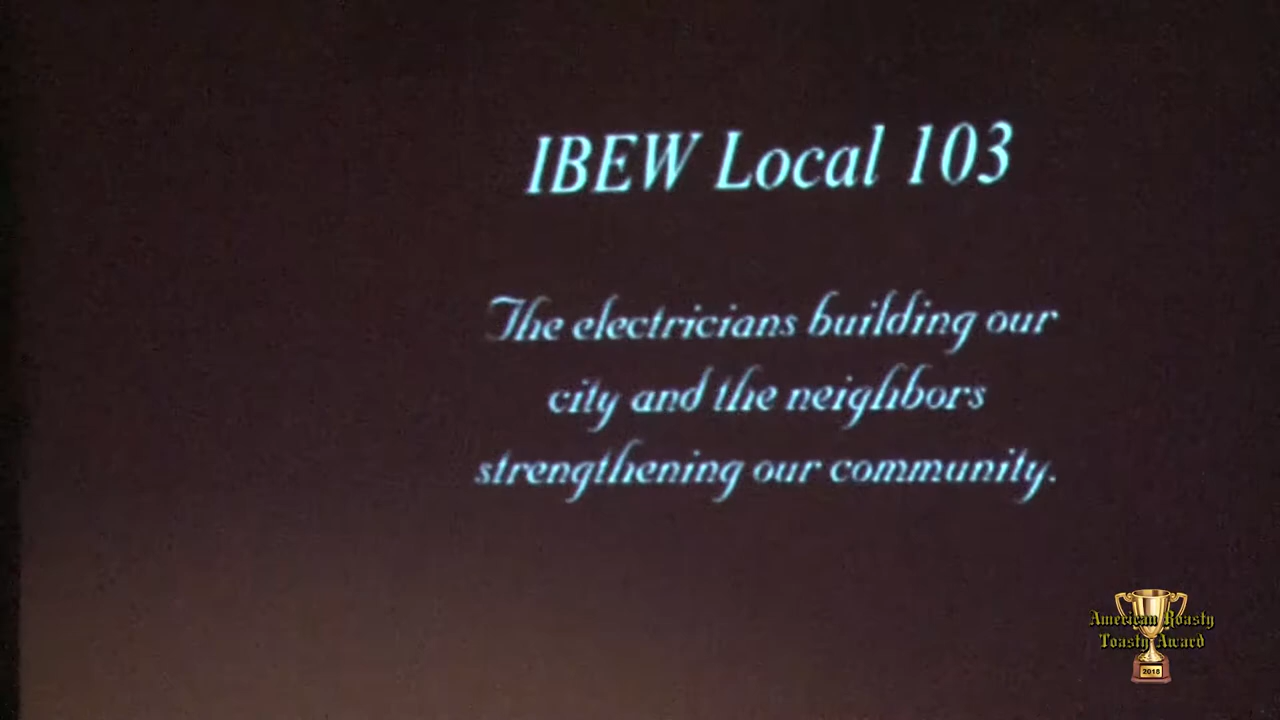 IBEW Local 103
The electricians building our
city and the neighbors
strengthening our community.
American Roasty
Toasty Award
2018